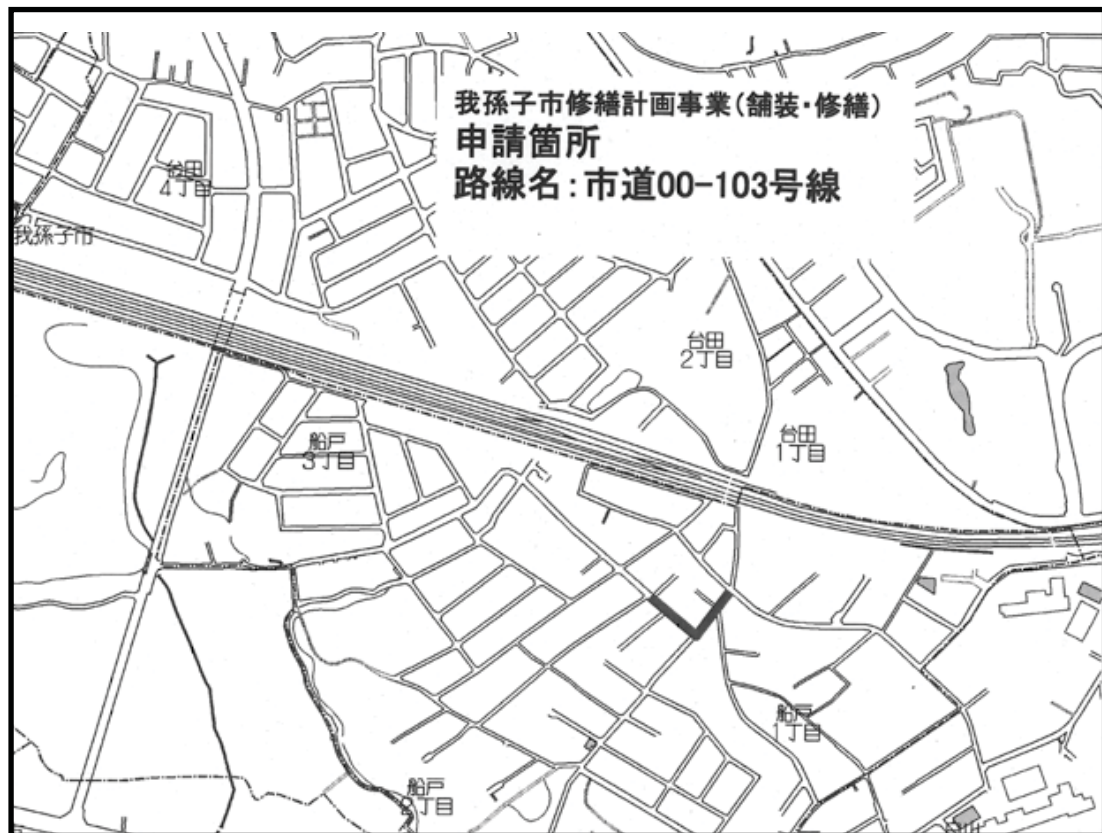 我孫子市修繕計画事業(舗装・修繕)
申請箇所
路線名:市道00-103号線
台田
4丁目
我孫子市
台田
2丁目
台田
1丁目
船戸
3丁目
船戸
1丁目
船戸
2丁目